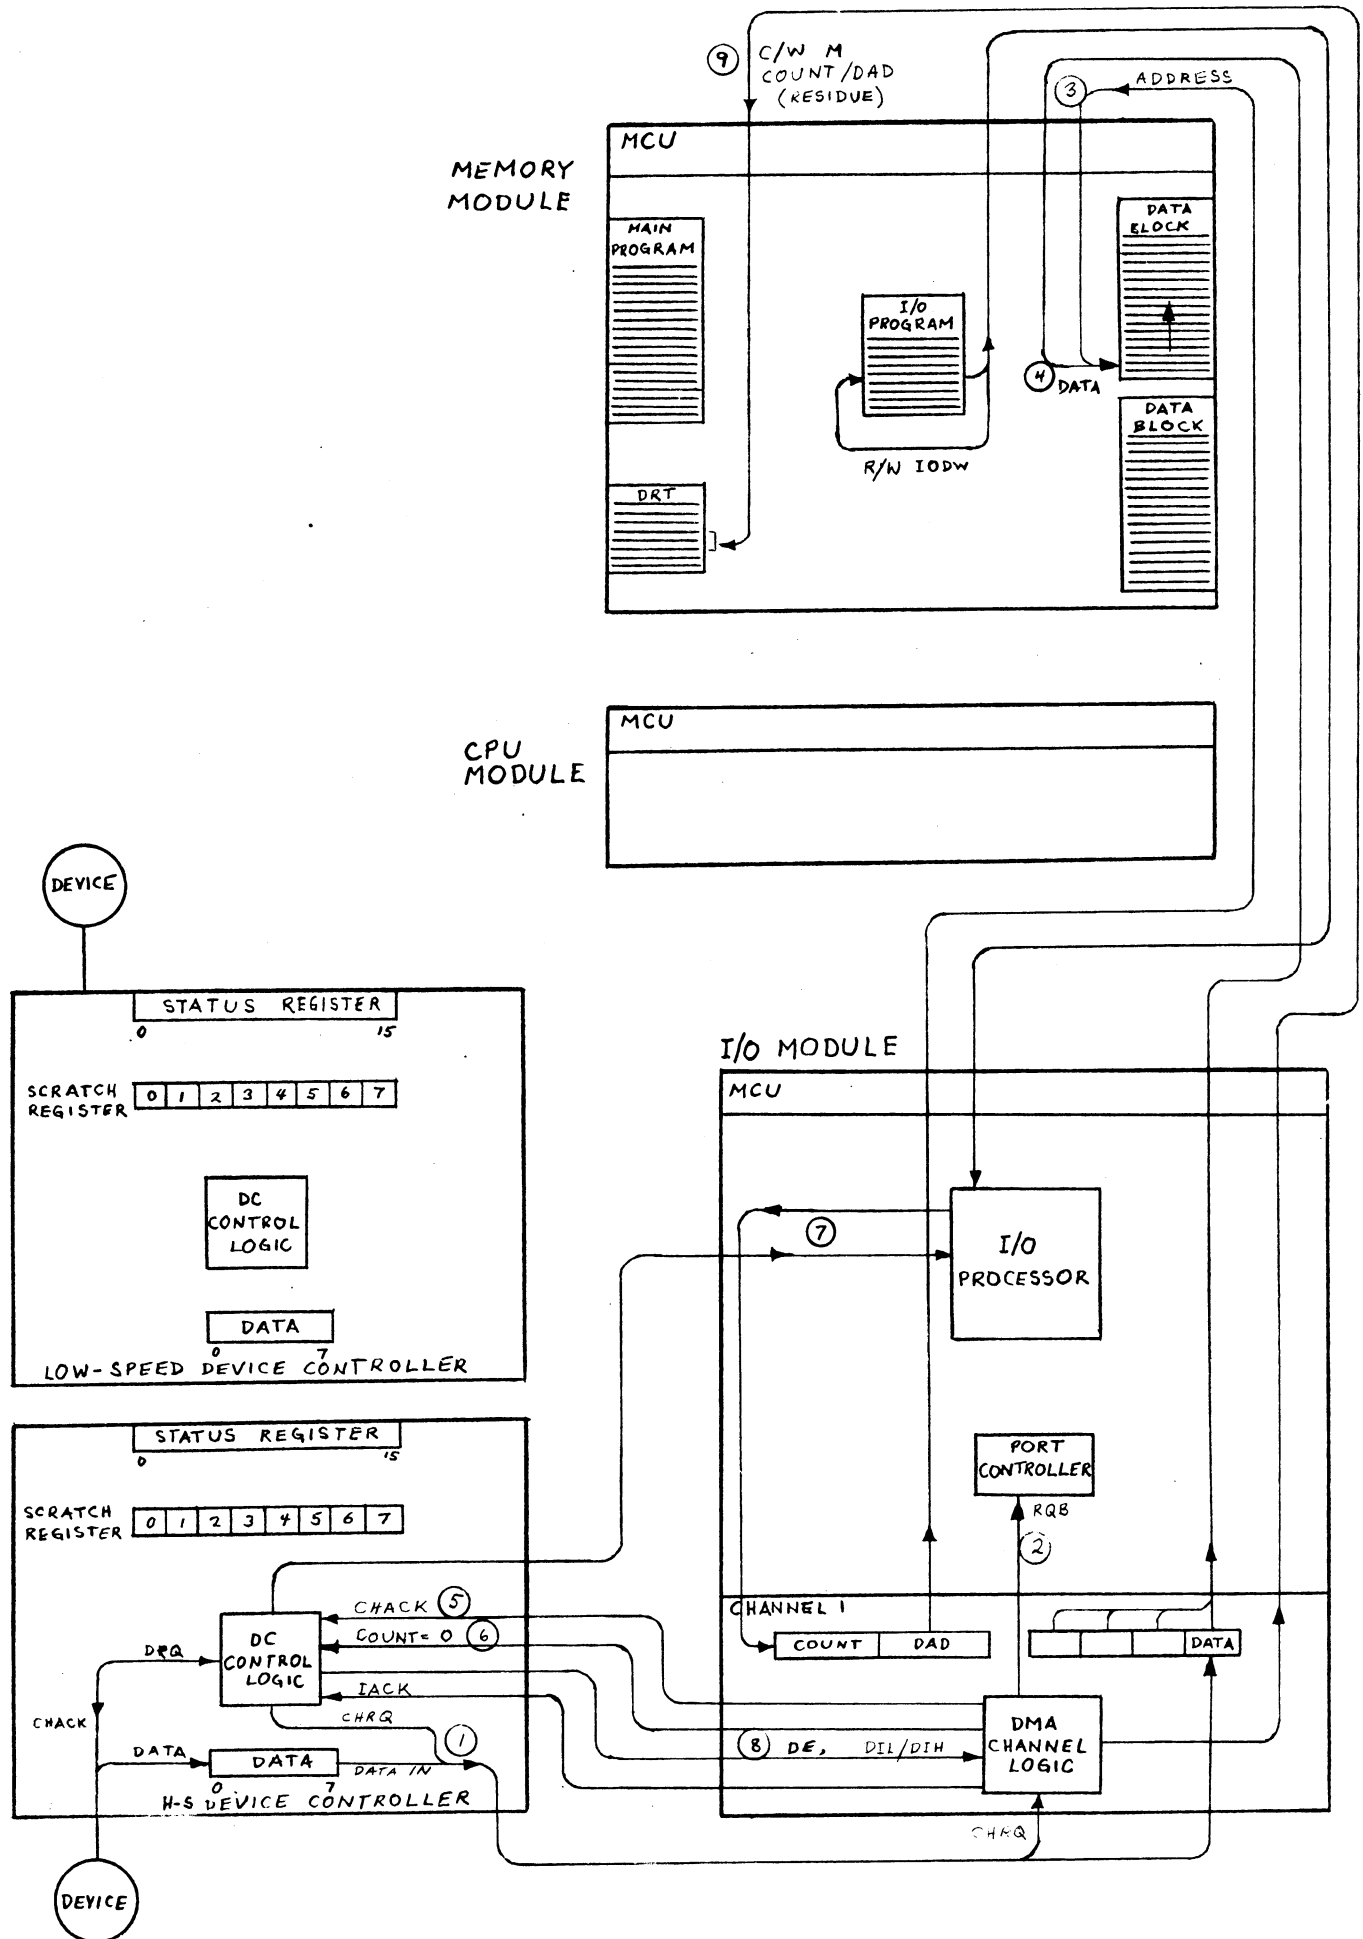 9
C/W M
COUNT/DAD
(RESIDUE)
3
ADDRESS
MEMORY
MODULE
MCU
MAIN
PROGRAM
I/O
PROGRAM
DATA
BLOCK
4
DATA
DATA
BLOCK
R/W IODW
DRT
CPU
MODULE
MCU
DEVICE
STATUS REGISTER
0 15
SCRATCH
REGISTER
0 1 2 3 4 5 6 7
DC
CONTROL
LOGIC
DATA
0 7
LOW-SPEED DEVICE CONTROLLER
I/O MODULE
MCU
7
I/O
PROCESSOR
PORT
CONTROLLER
RQB
2
CHANNEL 1
COUNT DAD
DATA
DMA
CHANNEL
LOGIC
STATUS REGISTER
0 15
SCRATCH
REGISTER
0 1 2 3 4 5 6 7
CHACK 5
COUNT=0 6
DC
CONTROL
LOGIC
DRQ
IACK
CHRQ
CHACK
1
8 DE, DIL/DIH
DATA
DATA
DATA IN
0 7
H-S DEVICE CONTROLLER
CHRQ
DEVICE